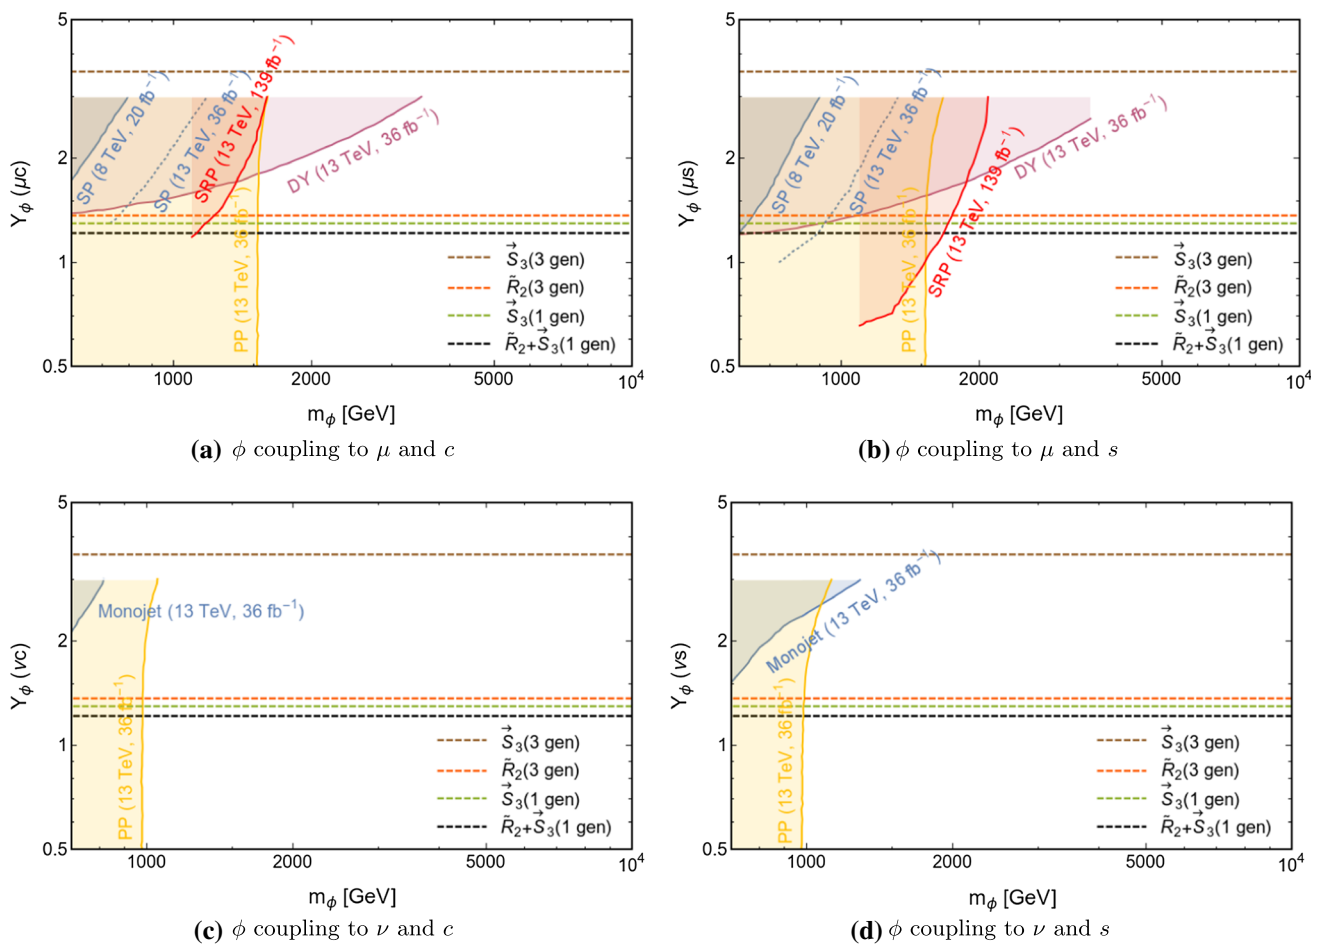 5
2
1
0.5
Y_ϕ (μc)
SP (8 TeV, 20 fb⁻¹)
SP (13 TeV, 36 fb⁻¹)
SRP (13 TeV, 139 fb⁻¹)
DY (13 TeV, 36 fb⁻¹)
PP (13 TeV, 36 fb⁻¹)
S⃗₃(3 gen)
R̃₂(3 gen)
S⃗₃(1 gen)
R̃₂+S⃗₃(1 gen)
1000 2000 5000 10⁴
m_ϕ [GeV]
(a) ϕ coupling to μ and c
5
2
1
0.5
Y_ϕ (μs)
SP (8 TeV, 20 fb⁻¹)
SP (13 TeV, 36 fb⁻¹)
SRP (13 TeV, 139 fb⁻¹)
DY (13 TeV, 36 fb⁻¹)
PP (13 TeV, 36 fb⁻¹)
S⃗₃(3 gen)
R̃₂(3 gen)
S⃗₃(1 gen)
R̃₂+S⃗₃(1 gen)
1000 2000 5000 10⁴
m_ϕ [GeV]
(b) ϕ coupling to μ and s
5
2
1
0.5
Y_ϕ (νc)
Monojet (13 TeV, 36 fb⁻¹)
PP (13 TeV, 36 fb⁻¹)
S⃗₃(3 gen)
R̃₂(3 gen)
S⃗₃(1 gen)
R̃₂+S⃗₃(1 gen)
1000 2000 5000 10⁴
m_ϕ [GeV]
(c) ϕ coupling to ν and c
5
2
1
0.5
Y_ϕ (νs)
Monojet (13 TeV, 36 fb⁻¹)
PP (13 TeV, 36 fb⁻¹)
S⃗₃(3 gen)
R̃₂(3 gen)
S⃗₃(1 gen)
R̃₂+S⃗₃(1 gen)
1000 2000 5000 10⁴
m_ϕ [GeV]
(d) ϕ coupling to ν and s